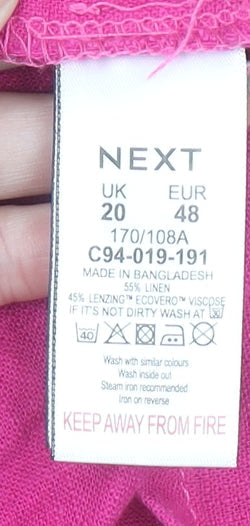 NEXT
UK EUR
20 48
170/108A
C94-019-191
MADE IN BANGLADESH
55% LINEN
45% LENZING™ ECOVERO™ VISCOSE
IF IT'S NOT DIRTY WASH AT 30
40
Wash with similar colours
Wash inside out
Steam iron recommended
Iron on reverse
KEEP AWAY FROM FIRE